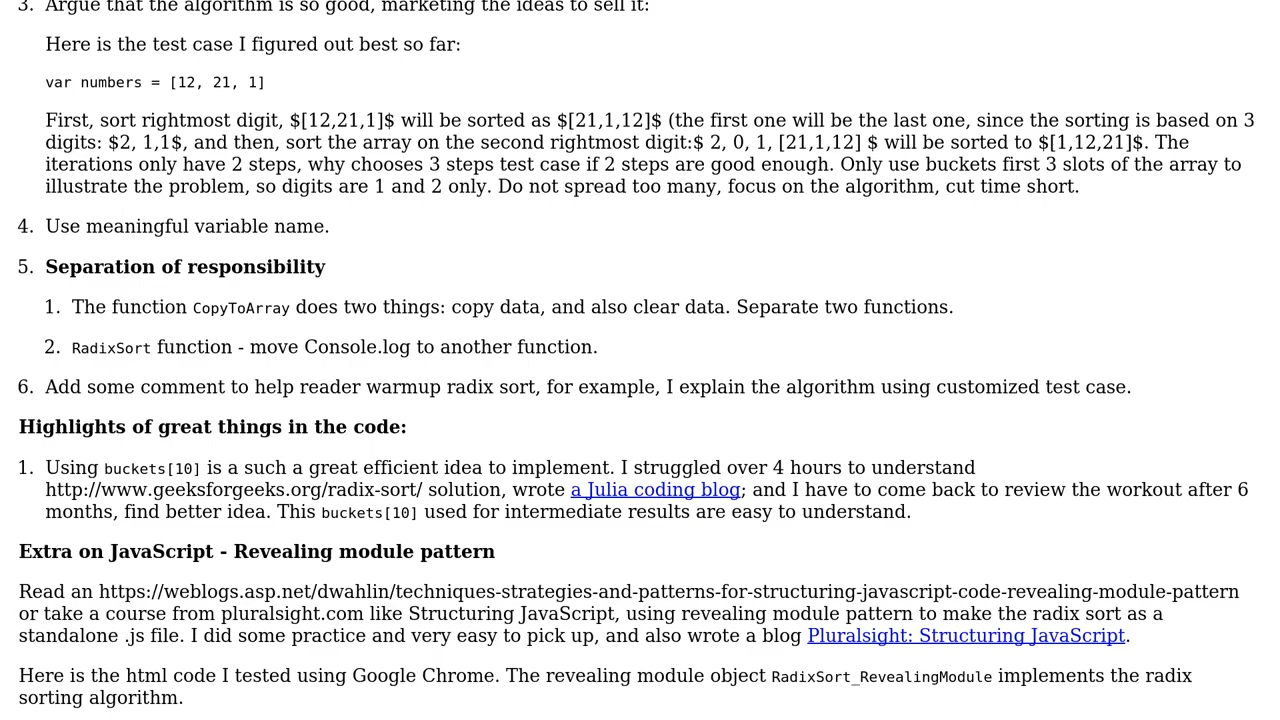 3. Argue that the algorithm is so good, marketing the ideas to sell it:
Here is the test case I figured out best so far:
var numbers = [12, 21, 1]
First, sort rightmost digit, $[12,21,1]$ will be sorted as $[21,1,12]$ (the first one will be the last one, since the sorting is based on 3
digits: $2, 1,1$, and then, sort the array on the second rightmost digit:$ 2, 0, 1, [21,1,12] $ will be sorted to $[1,12,21]$. The
iterations only have 2 steps, why chooses 3 steps test case if 2 steps are good enough. Only use buckets first 3 slots of the array to
illustrate the problem, so digits are 1 and 2 only. Do not spread too many, focus on the algorithm, cut time short.
4. Use meaningful variable name.
5. Separation of responsibility
1. The function CopyToArray does two things: copy data, and also clear data. Separate two functions.
2. RadixSort function - move Console.log to another function.
6. Add some comment to help reader warmup radix sort, for example, I explain the algorithm using customized test case.
Highlights of great things in the code:
1. Using buckets[10] is a such a great efficient idea to implement. I struggled over 4 hours to understand
http://www.geeksforgeeks.org/radix-sort/ solution, wrote a Julia coding blog; and I have to come back to review the workout after 6
months, find better idea. This buckets[10] used for intermediate results are easy to understand.
Extra on JavaScript - Revealing module pattern
Read an https://weblogs.asp.net/dwahlin/techniques-strategies-and-patterns-for-structuring-javascript-code-revealing-module-pattern
or take a course from pluralsight.com like Structuring JavaScript, using revealing module pattern to make the radix sort as a
standalone .js file. I did some practice and very easy to pick up, and also wrote a blog Pluralsight: Structuring JavaScript.
Here is the html code I tested using Google Chrome. The revealing module object RadixSort_RevealingModule implements the radix
sorting algorithm.